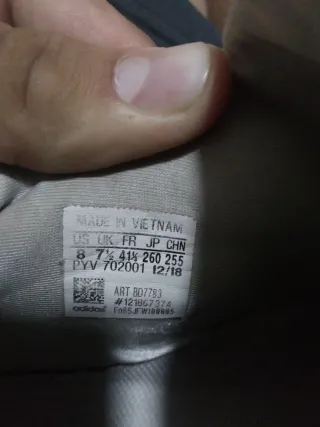 MADE IN VIETNAM
US UK FR JP CHN
8 7½ 41⅓ 260 255
PYV 702001 12/18
ART BD7793
#121867374
adidas